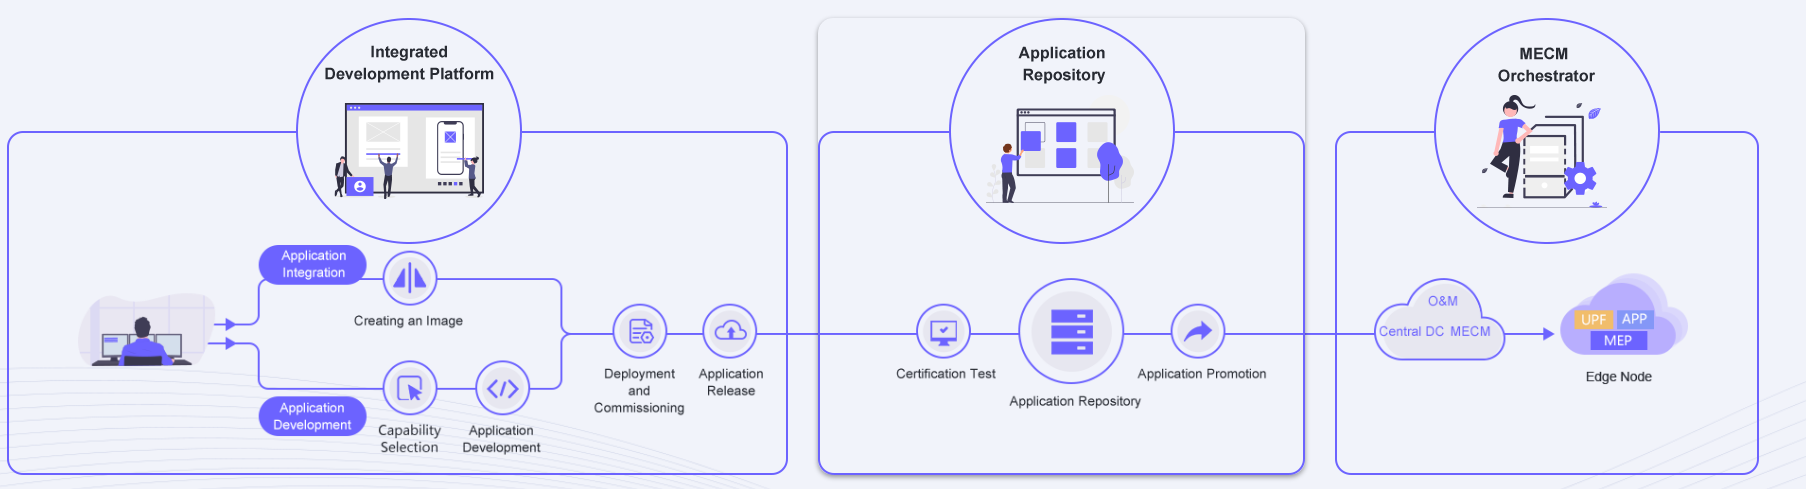 Integrated
Development Platform
Application
Integration
Creating an Image
Application
Development
Capability
Selection
Application
Development
Deployment
and
Commissioning
Application
Release
Application
Repository
Certification Test
Application Repository
Application Promotion
MECM
Orchestrator
O&M
Central DC MECM
UPF
APP
MEP
Edge Node